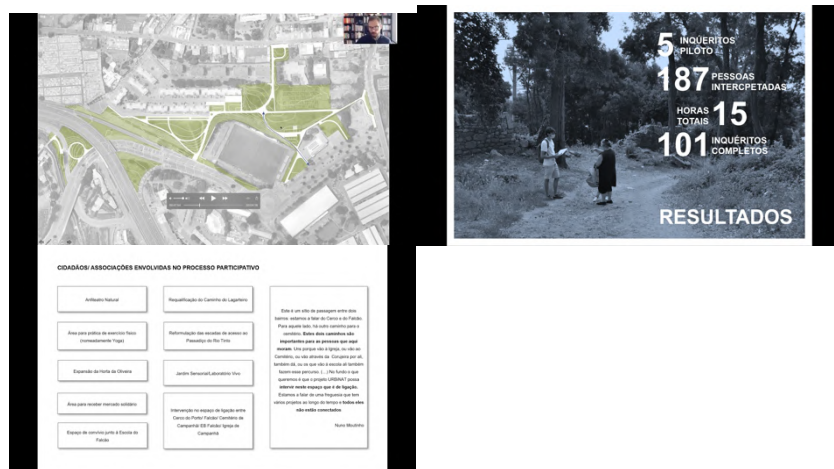 5 INQUÉRITOS
PILOTO
187 PESSOAS
INTERCPETADAS
HORAS
TOTAIS 15
101 INQUÉRITOS
COMPLETOS
RESULTADOS
CIDADÃOS/ ASSOCIAÇÕES ENVOLVIDAS NO PROCESSO PARTICIPATIVO
Anfiteatro Natural
Área para prática de exercício físico
(nomeadamente Yoga)
Expansão da Horta da Oliveira
Área para receber mercado solidário
Espaço de convívio junto à Escola do
Falcão
Requalificação do Caminho do Lagarteiro
Reformulação das escadas de acesso ao
Passadiço do Rio Tinto
Jardim Sensorial/Laboratório Vivo
Intervenção no espaço de ligação entre
Cerco do Porto/ Falcão/ Cemitério de
Campanhã/ EB Falcão/ Igreja de
Campanhã
Este é um sítio de passagem entre dois
bairros: estamos a falar do Cerco e do Falcão.
Para aquele lado, há outro caminho para o
cemitério. Estes dois caminhos são
importantes para as pessoas que aqui
moram. Uns porque vão à Igreja, ou vão ao
Cemitério, ou vão através da Corujeira por ali,
também dá, ou os que vão à escola ali também
fazem esse percurso. (...) No fundo o que
queremos é que o projeto URBiNAT possa
intervir neste espaço que é de ligação.
Estamos a falar de uma freguesia que tem
vários projetos ao longo do tempo e todos eles
não estão conectados.
Nuno Moutinho